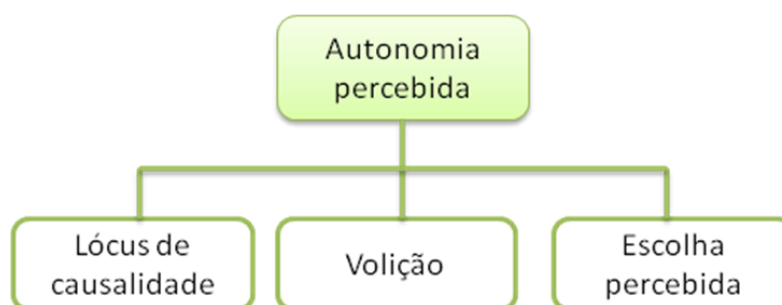 Autonomia
percebida
Lócus de
causalidade
Volição
Escolha
percebida